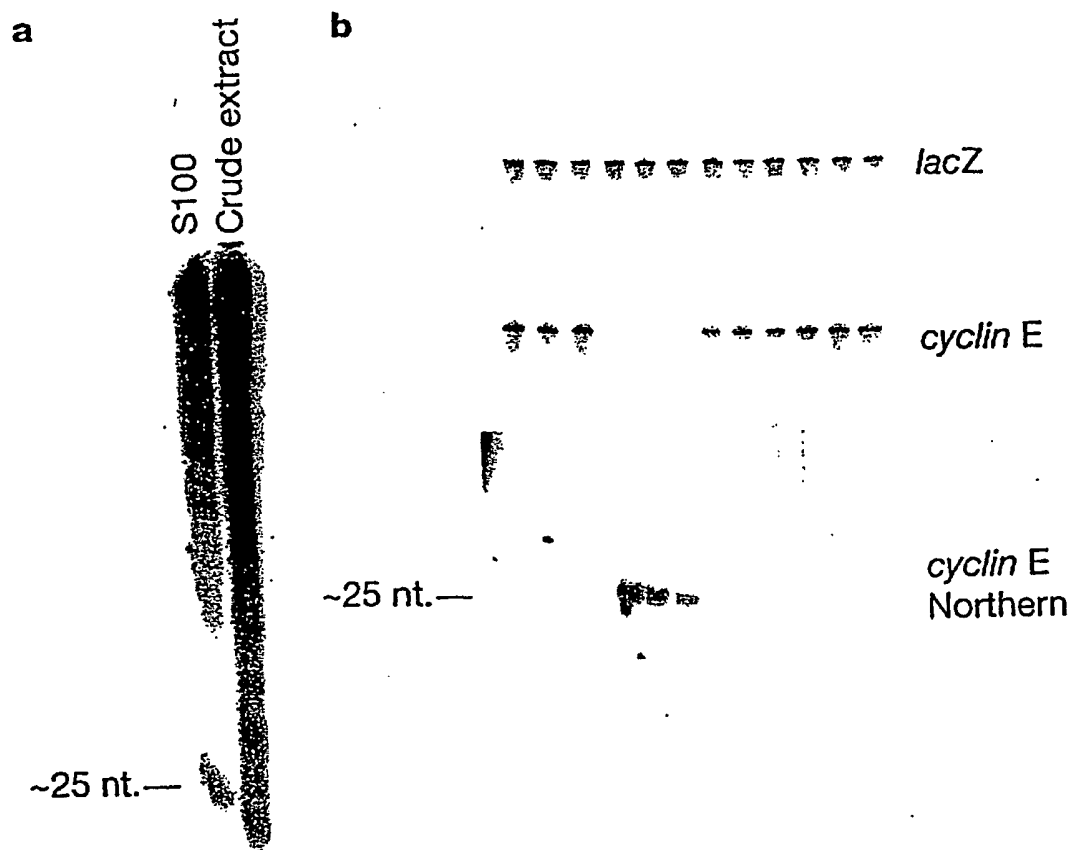 a
S100
Crude extract
~25 nt.
b
lacZ
cyclin E
~25 nt.
cyclin E
Northern